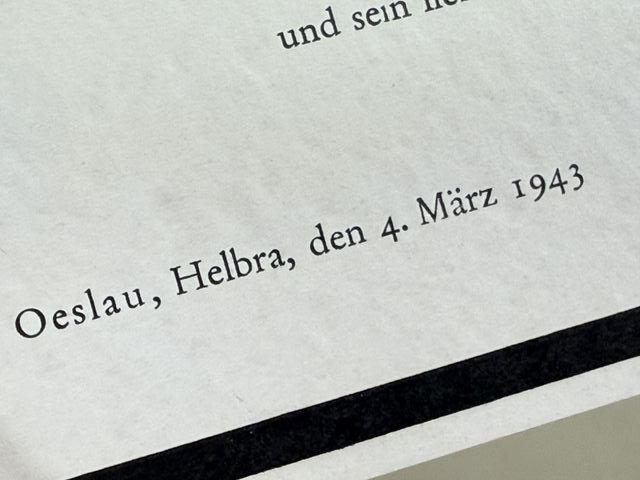 und sein
Oeslau, Helbra, den 4. März 1943